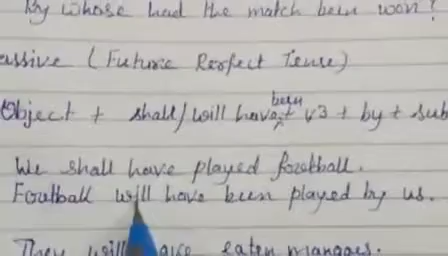 By whose had the match been won?
assive (Future Perfect Tense)
Object + shall/will have been + v3 + by + sub
We shall have played football.
Football will have been played by us.
They will have eaten mangoes.